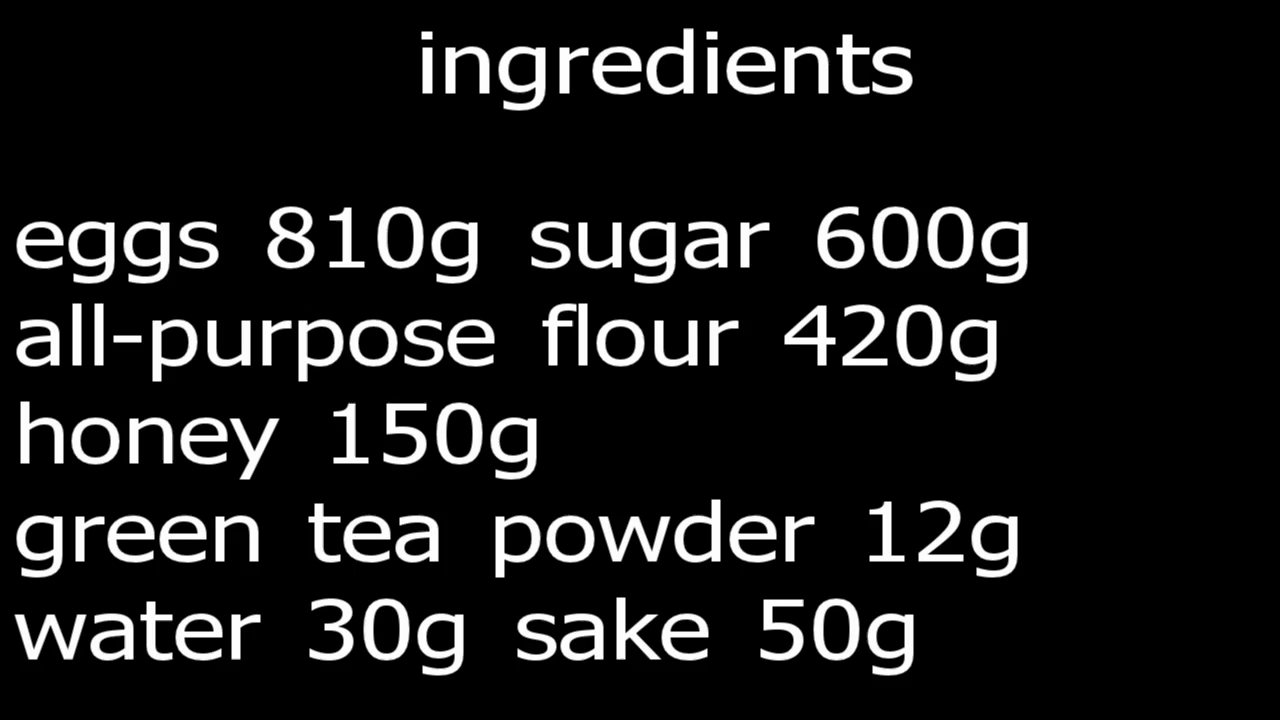 ingredients
eggs 810g sugar 600g
all-purpose flour 420g
honey 150g
green tea powder 12g
water 30g sake 50g